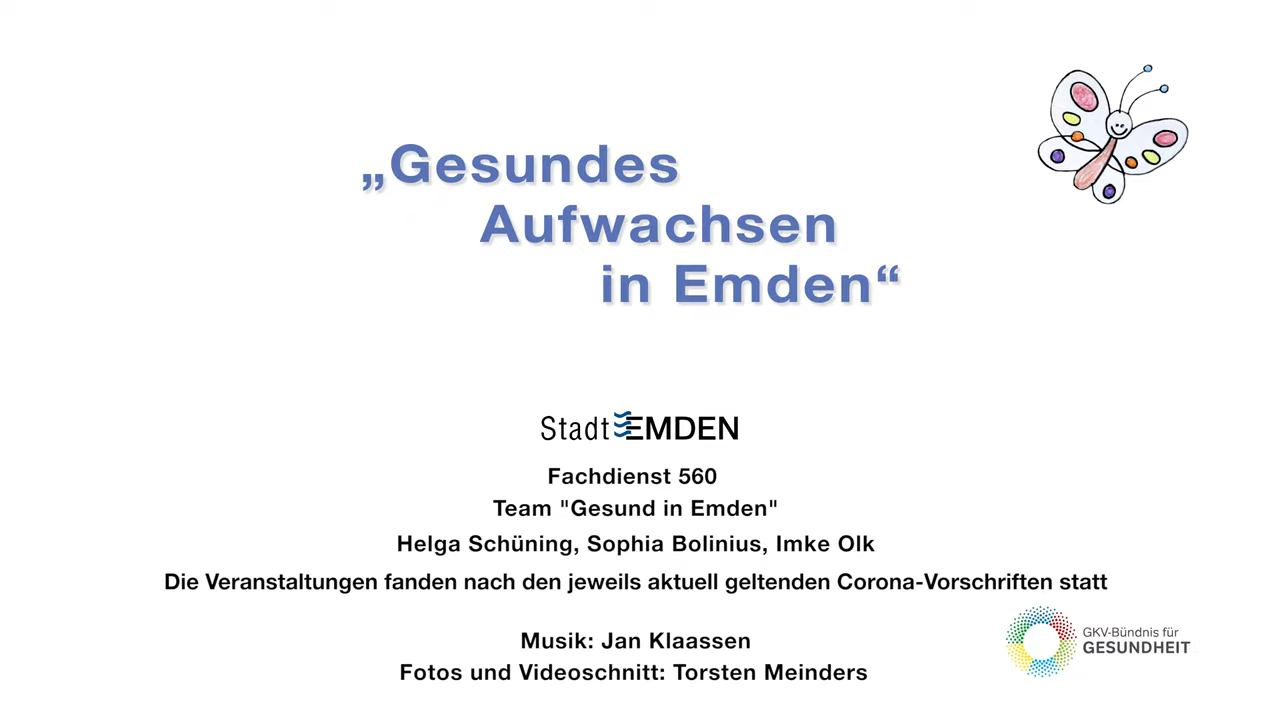 „Gesundes
Aufwachsen
in Emden“
Stadt EMDEN
Fachdienst 560
Team "Gesund in Emden"
Helga Schüning, Sophia Bolinius, Imke Olk
Die Veranstaltungen fanden nach den jeweils aktuell geltenden Corona-Vorschriften statt
Musik: Jan Klaassen
Fotos und Videoschnitt: Torsten Meinders
GKV-Bündnis für
GESUNDHEIT